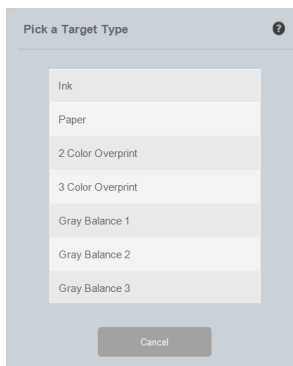 Pick a Target Type ?
Ink
Paper
2 Color Overprint
3 Color Overprint
Gray Balance 1
Gray Balance 2
Gray Balance 3
Cancel